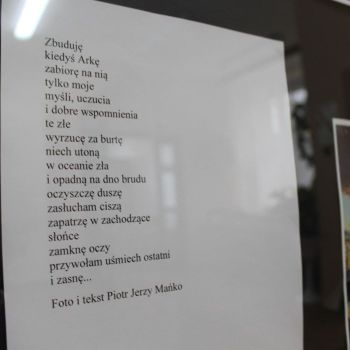 Zbuduję
kiedyś Arkę
zabiorę na nią
tylko moje
myśli, uczucia
i dobre wspomnienia
te złe
wyrzucę za burtę
niech utoną
w oceanie zła
i opadną na dno brudu
oczyszczę duszę
zasłucham ciszą
zapatrzę w zachodzące
słońce
zamknę oczy
przywołam uśmiech ostatni
i zasnę...
Foto i tekst Piotr Jerzy Mańko